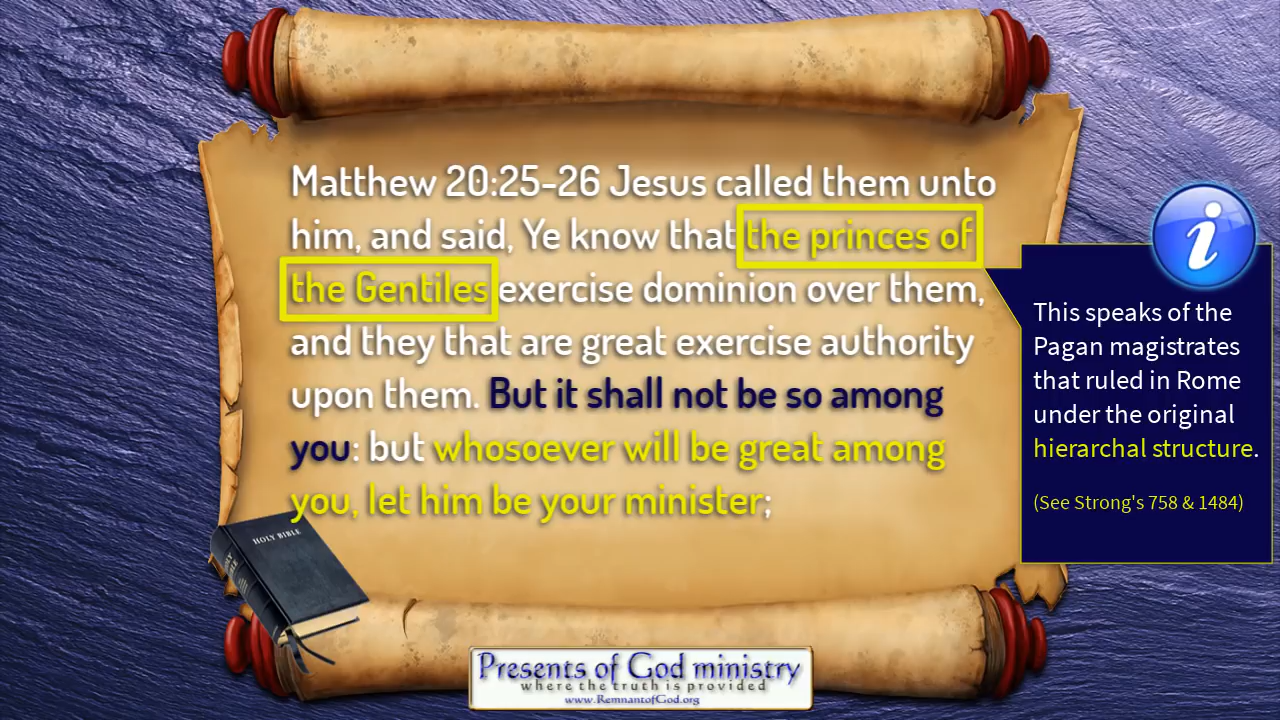 Matthew 20:25-26 Jesus called them unto
him, and said, Ye know that the princes of
the Gentiles exercise dominion over them,
and they that are great exercise authority
upon them. But it shall not be so among
you: but whosoever will be great among
you, let him be your minister;
i
This speaks of the
Pagan magistrates
that ruled in Rome
under the original
hierarchal structure.
(See Strong's 758 & 1484)
HOLY BIBLE
HOLY BIBLE
Presents of God ministry
where the truth is provided
www.RemnantofGod.org